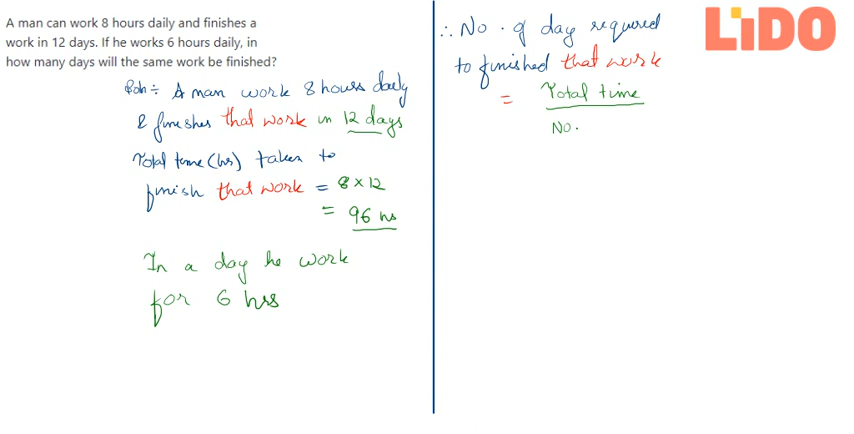 A man can work 8 hours daily and finishes a
work in 12 days. If he works 6 hours daily, in
how many days will the same work be finished?
Soln ÷ A man work 8 hours daily
& finishes that work in 12 days
Total time (hrs) taken to
finish that work = 8 × 12
= 96 hs
In a day he work
for 6 hrs
∴ No. of day required
to finished that work
= Total time
No.
LiDO